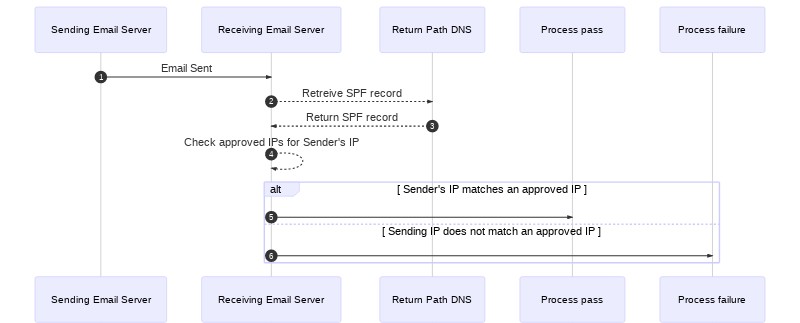 Sending Email Server
Receiving Email Server
Return Path DNS
Process pass
Process failure
Email Sent
1
Retreive SPF record
2
Return SPF record
3
Check approved IPs for Sender's IP
4
alt
[ Sender's IP matches an approved IP ]
5
[ Sending IP does not match an approved IP ]
6
Sending Email Server
Receiving Email Server
Return Path DNS
Process pass
Process failure